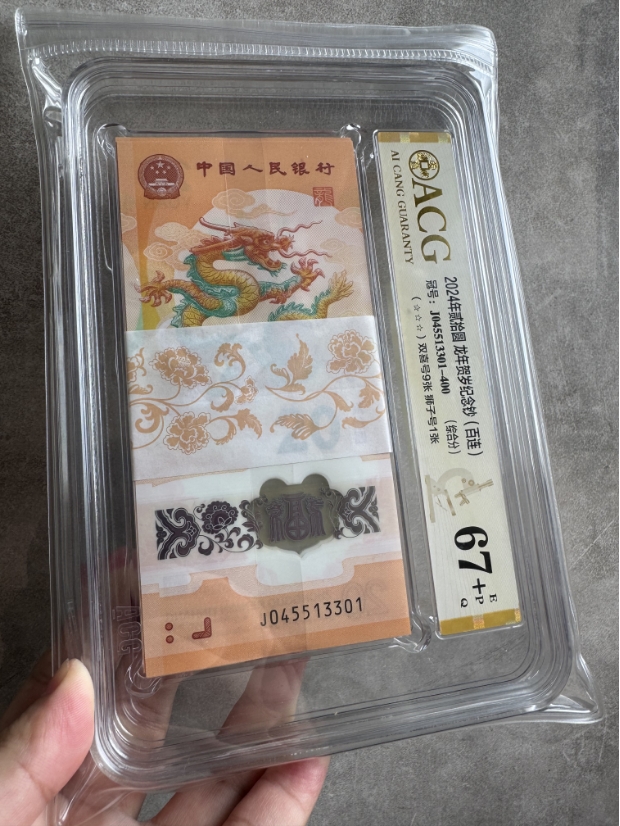 中国人民银行
J045513301
ACG
AI CANG GUARANTY
2024年贰拾圆 龙年贺岁纪念钞（百连）
冠号：J045513301-400 （综合分）
（☆☆☆）双喜号9张 狮子号1张
67+
E
P
Q